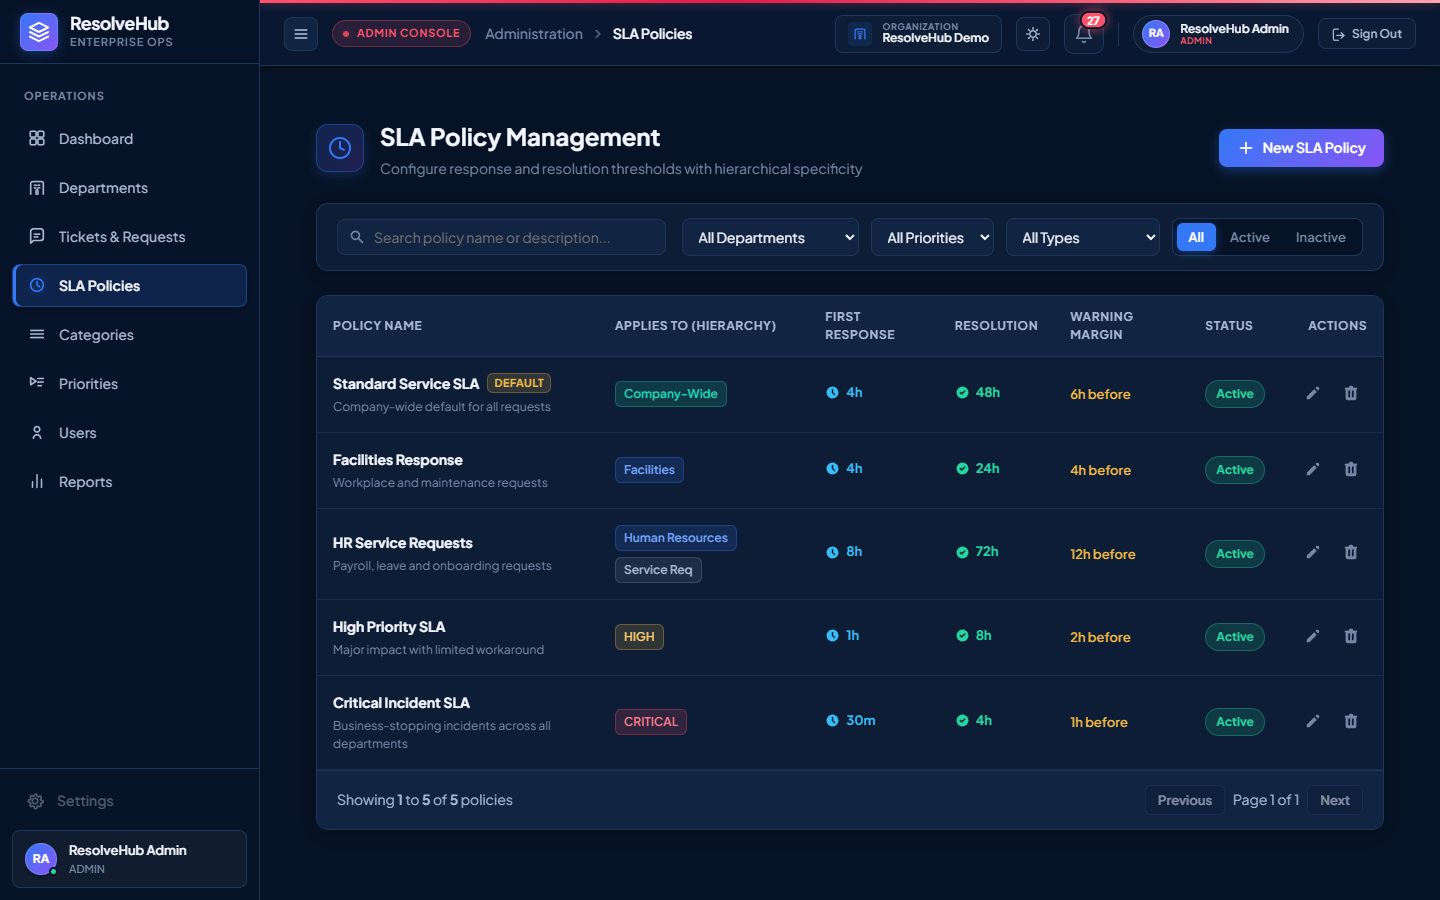 ResolveHub
ENTERPRISE OPS
ADMIN CONSOLE
Administration
SLA Policies
ORGANIZATION
ResolveHub Demo
27
RA
ResolveHub Admin
ADMIN
Sign Out
OPERATIONS
Dashboard
Departments
Tickets & Requests
SLA Policies
Categories
Priorities
Users
Reports
Settings
RA
ResolveHub Admin
ADMIN
SLA Policy Management
Configure response and resolution thresholds with hierarchical specificity
New SLA Policy
Search policy name or description...
All Departments
All Priorities
All Types
All
Active
Inactive
POLICY NAME
APPLIES TO (HIERARCHY)
FIRST
RESPONSE
RESOLUTION
WARNING
MARGIN
STATUS
ACTIONS
Standard Service SLA DEFAULT
Company-wide default for all requests
Company-Wide
4h
48h
6h before
Active
Facilities Response
Workplace and maintenance requests
Facilities
4h
24h
4h before
Active
HR Service Requests
Payroll, leave and onboarding requests
Human Resources
Service Req
8h
72h
12h before
Active
High Priority SLA
Major impact with limited workaround
HIGH
1h
8h
2h before
Active
Critical Incident SLA
Business-stopping incidents across all
departments
CRITICAL
30m
4h
1h before
Active
Showing 1 to 5 of 5 policies
Previous
Page 1 of 1
Next